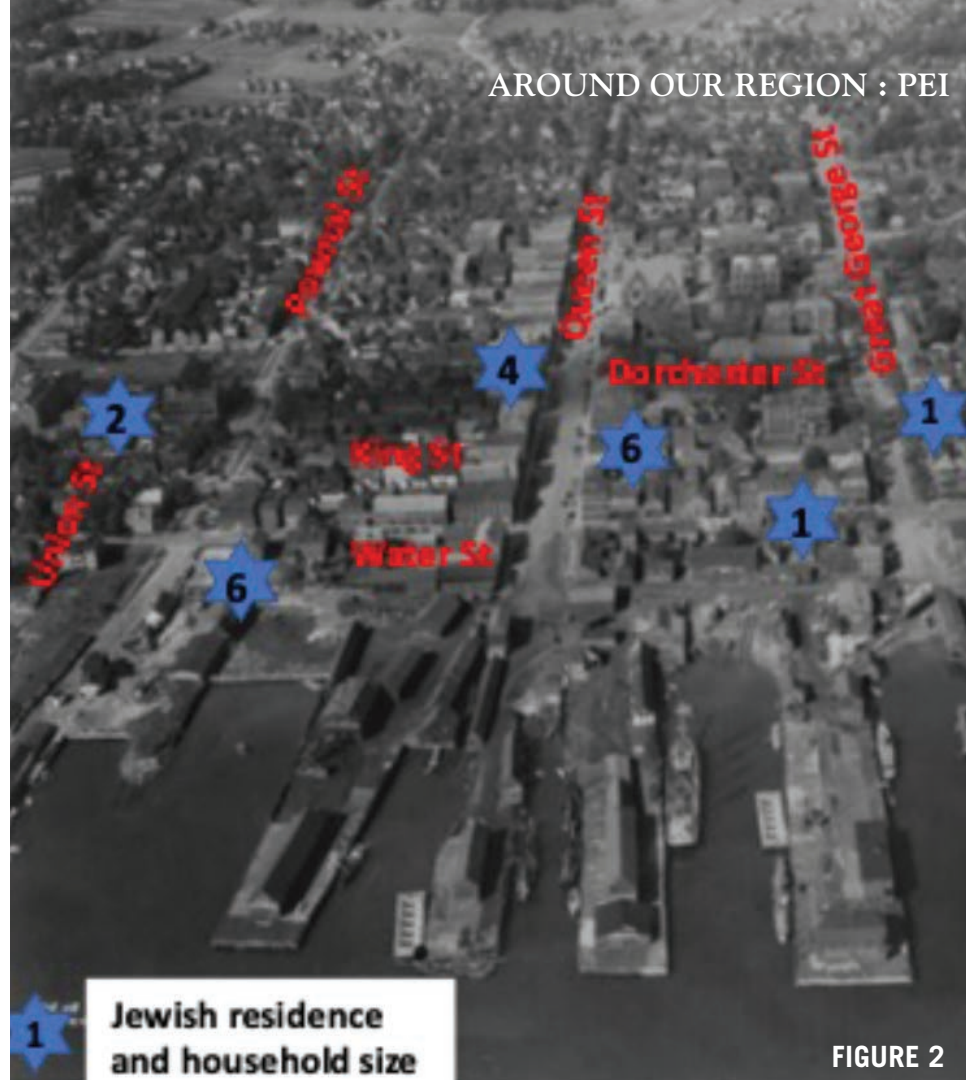 AROUND OUR REGION : PEI
Pownal St
Queen St
Great George St
4
Dorchester St
2
1
6
King St
Union St
1
Water St
6
1
Jewish residence
and household size
FIGURE 2